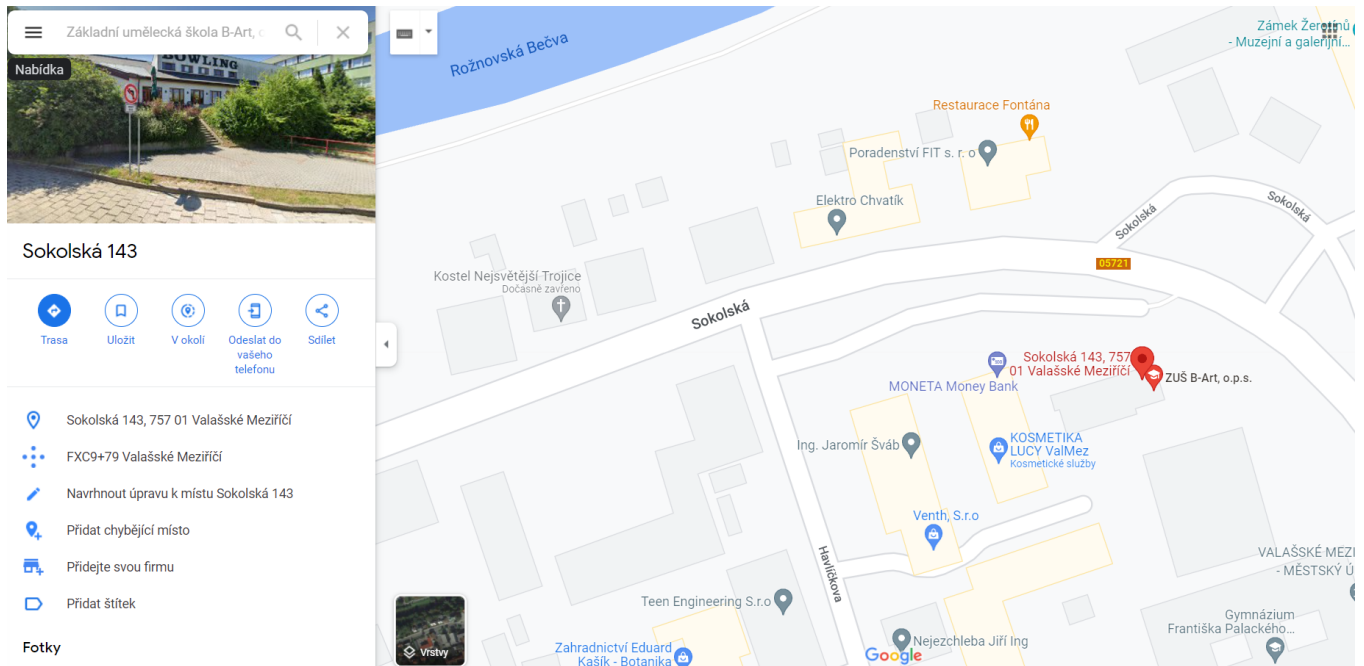 Základní umělecká škola B-Art, c
Nabídka
BOWLING
Sokolská 143
Trasa
Uložit
V okolí
Odeslat do
vašeho
telefonu
Sdílet
Sokolská 143, 757 01 Valašské Meziříčí
FXC9+79 Valašské Meziříčí
Navrhnout úpravu k místu Sokolská 143
Přidat chybějící místo
Přidejte svou firmu
Přidat štítek
Fotky
Rožnovská Bečva
Zámek Žerotínů
- Muzejní a galerijní...
Restaurace Fontána
Poradenství FIT s. r. o
Elektro Chvatík
Sokolská
Sokolská
05721
Kostel Nejsvětější Trojice
Dočasně zavřeno
Sokolská
Sokolská 143, 757
01 Valašské Meziříčí
ZUŠ B-Art, o.p.s.
MONETA Money Bank
Ing. Jaromír Šváb
KOSMETIKA
LUCY ValMez
Kosmetické služby
Venth, S.r.o
Havlíčkova
VALAŠSKÉ MEZI
- MĚSTSKÝ Ú
Teen Engineering S.r.o
Gymnázium
Františka Palackého...
Nejezchleba Jiří Ing
Zahradnictví Eduard
Kašík - Botanika
Vrstvy
Google